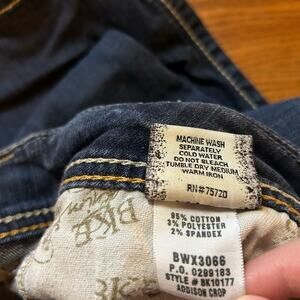 MACHINE WASH
SEPARATELY
COLD WATER
DO NOT BLEACH
TUMBLE DRY MEDIUM
WARM IRON
RN#75720
BKE
95% COTTON
3% POLYESTER
2% SPANDEX
BWX3066
P.O. 0299183
STYLE # BK10177
ADDISON CROP